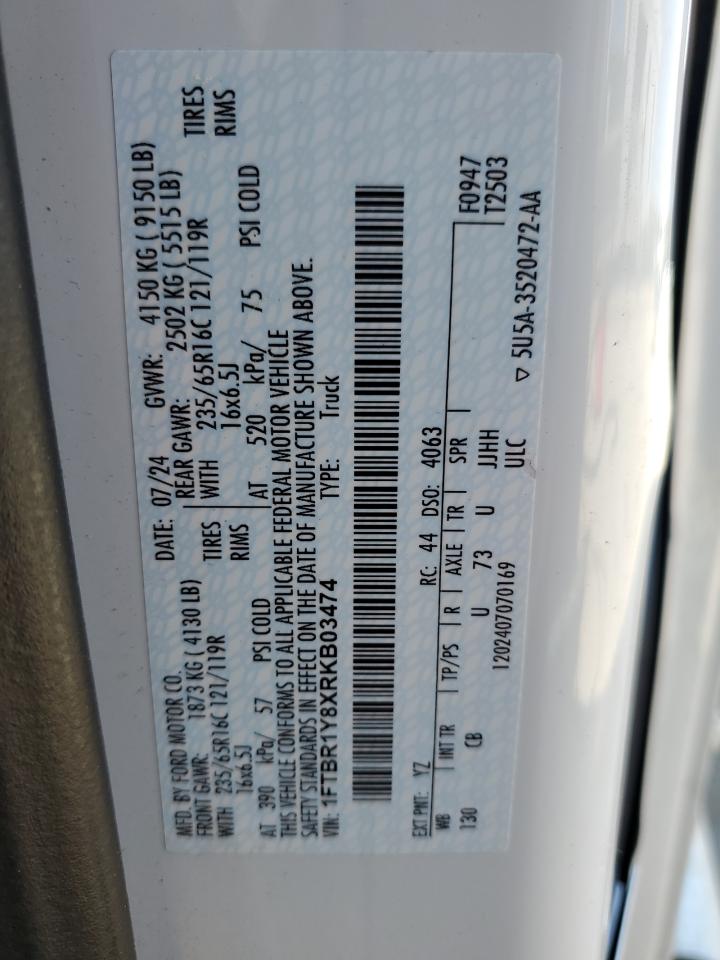 MFD. BY FORD MOTOR CO. DATE: 07/24 GVWR: 4150 KG ( 9150 LB)
FRONT GAWR: 1873 KG ( 4130 LB) REAR GAWR: 2502 KG ( 5515 LB)
WITH 235/65R16C 121/119R TIRES WITH 235/65R16C 121/119R TIRES
16x6.5J RIMS 16x6.5J RIMS
AT 390 kPa/ 57 PSI COLD AT 520 kPa/ 75 PSI COLD
THIS VEHICLE CONFORMS TO ALL APPLICABLE FEDERAL MOTOR VEHICLE
SAFETY STANDARDS IN EFFECT ON THE DATE OF MANUFACTURE SHOWN ABOVE.
VIN: 1FTBR1Y8XRKB03474 TYPE: Truck
EXT PNT: YZ RC: 44 DSO: 4063
WB INT TR TP/PS R AXLE TR SPR F0947
130 CB U 73 U JJHH T2503
ULC
1202407070169
▽ 5U5A-3520472-AA